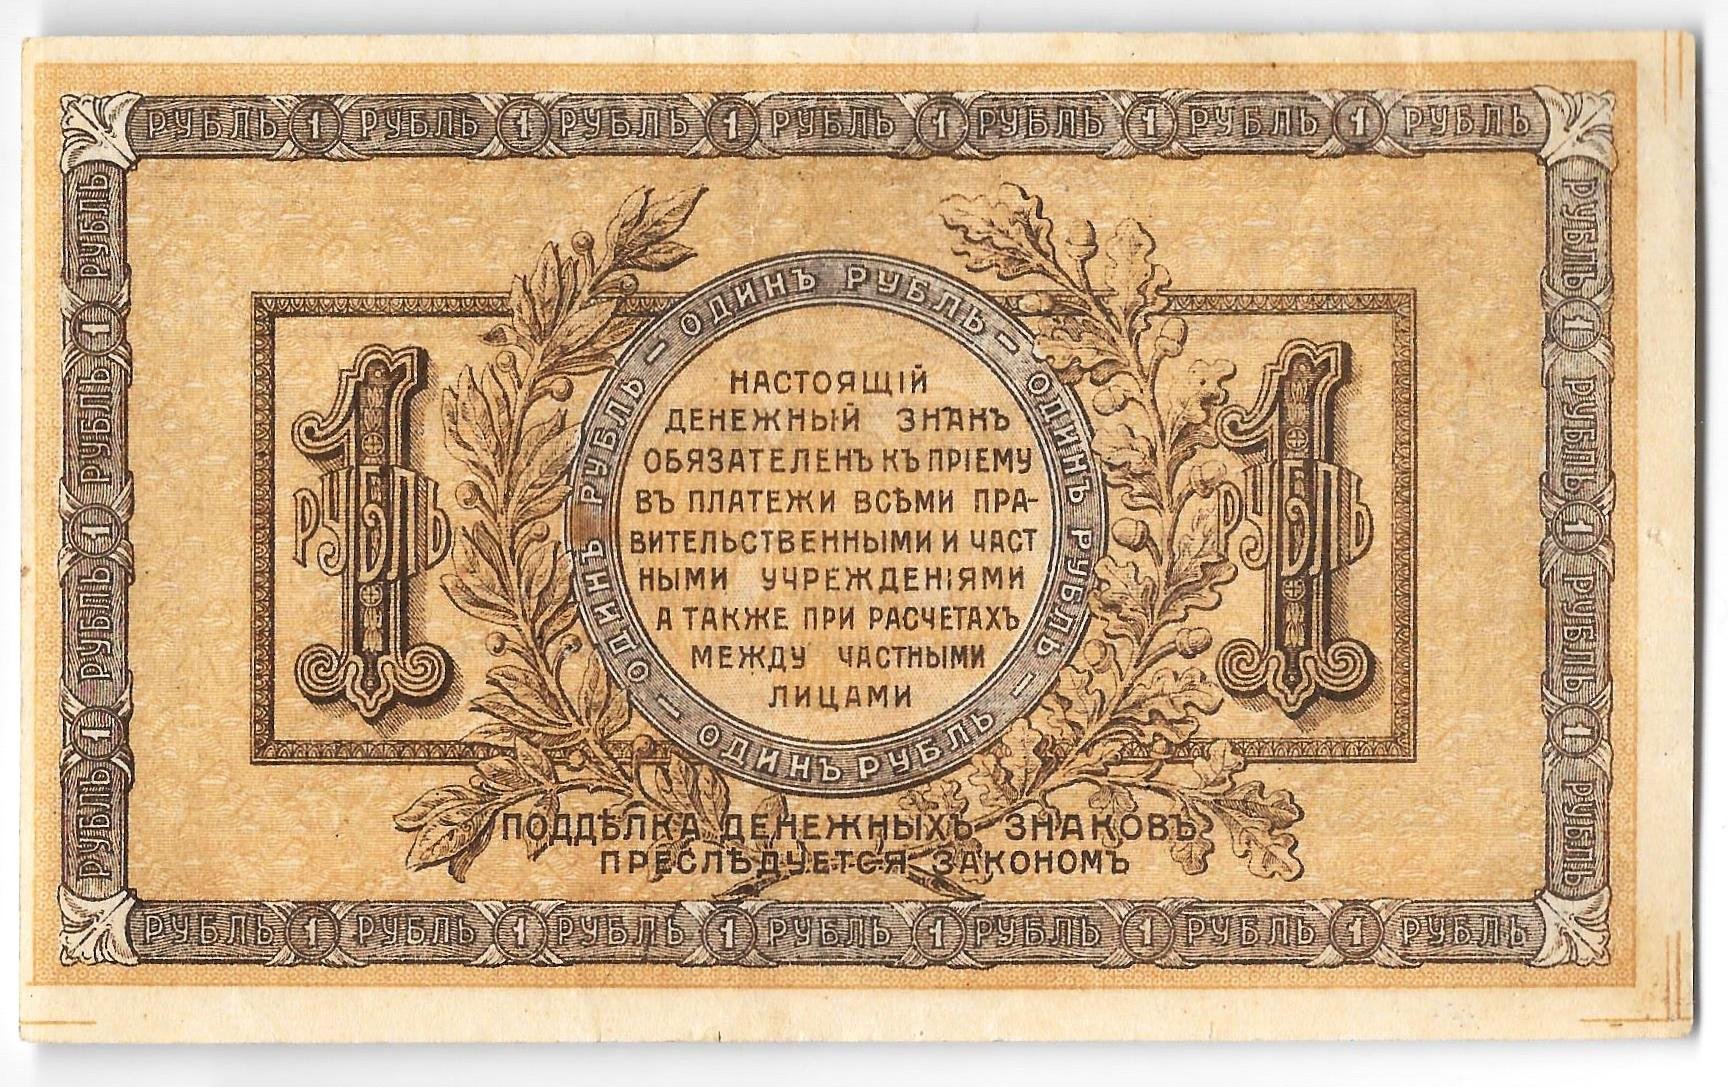 РУБЛЬ 1 РУБЛЬ 1 РУБЛЬ 1 РУБЛЬ 1 РУБЛЬ 1 РУБЛЬ 1 РУБЛЬ
РУБЛЬ 1 РУБЛЬ 1 РУБЛЬ 1 РУБЛЬ
ОДИНЪ РУБЛЬ — ОДИНЪ РУБЛЬ — ОДИНЪ РУБЛЬ — ОДИНЪ РУБЛЬ —
1
РУБЛЬ
НАСТОЯЩІЙ
ДЕНЕЖНЫЙ ЗНАКЪ
ОБЯЗАТЕЛЕНЪ КЪ ПРІЕМУ
ВЪ ПЛАТЕЖИ ВСѢМИ ПРА-
ВИТЕЛЬСТВЕННЫМИ И ЧАСТ
НЫМИ УЧРЕЖДЕНІЯМИ
А ТАКЖЕ ПРИ РАСЧЕТАХЪ
МЕЖДУ ЧАСТНЫМИ
ЛИЦАМИ
1
РУБЛЬ
РУБЛЬ 1 РУБЛЬ 1 РУБЛЬ 1 РУБЛЬ
ПОДДѢЛКА ДЕНЕЖНЫХЪ ЗНАКОВЪ
ПРЕСЛѢДУЕТСЯ ЗАКОНОМЪ
РУБЛЬ 1 РУБЛЬ 1 РУБЛЬ 1 РУБЛЬ 1 РУБЛЬ 1 РУБЛЬ 1 РУБЛЬ